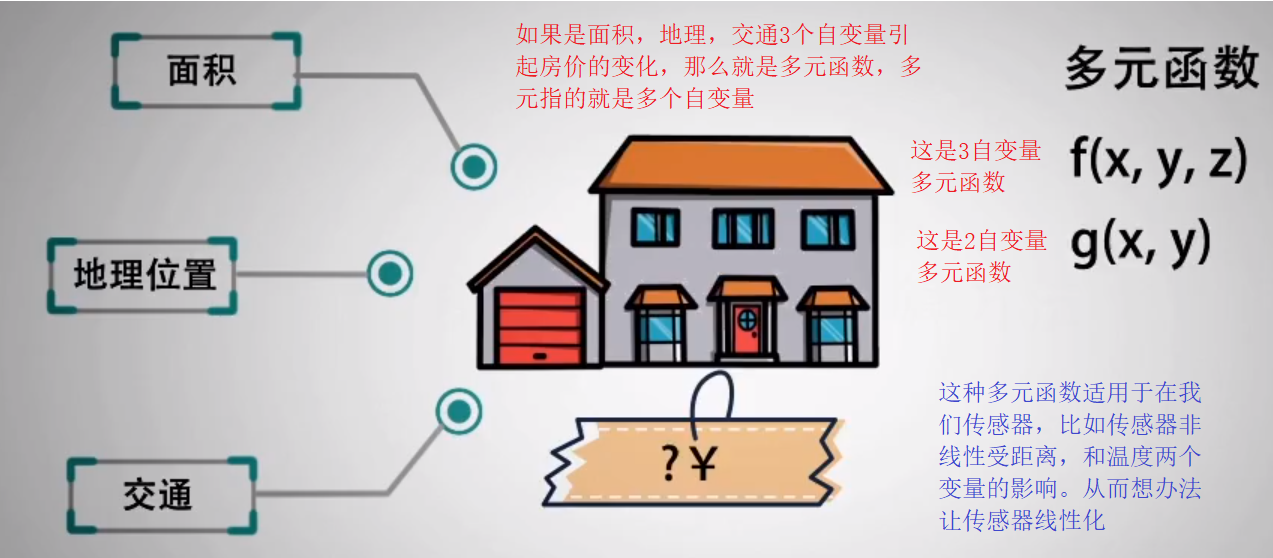 面积
如果是面积，地理，交通3个自变量引
起房价的变化，那么就是多元函数，多
元指的就是多个自变量
多元函数
这是3自变量
多元函数
f(x, y, z)
这是2自变量
多元函数
g(x, y)
地理位置
交通
?¥
这种多元函数适用于在我
们传感器，比如传感器非
线性受距离，和温度两个
变量的影响。从而想办法
让传感器线性化